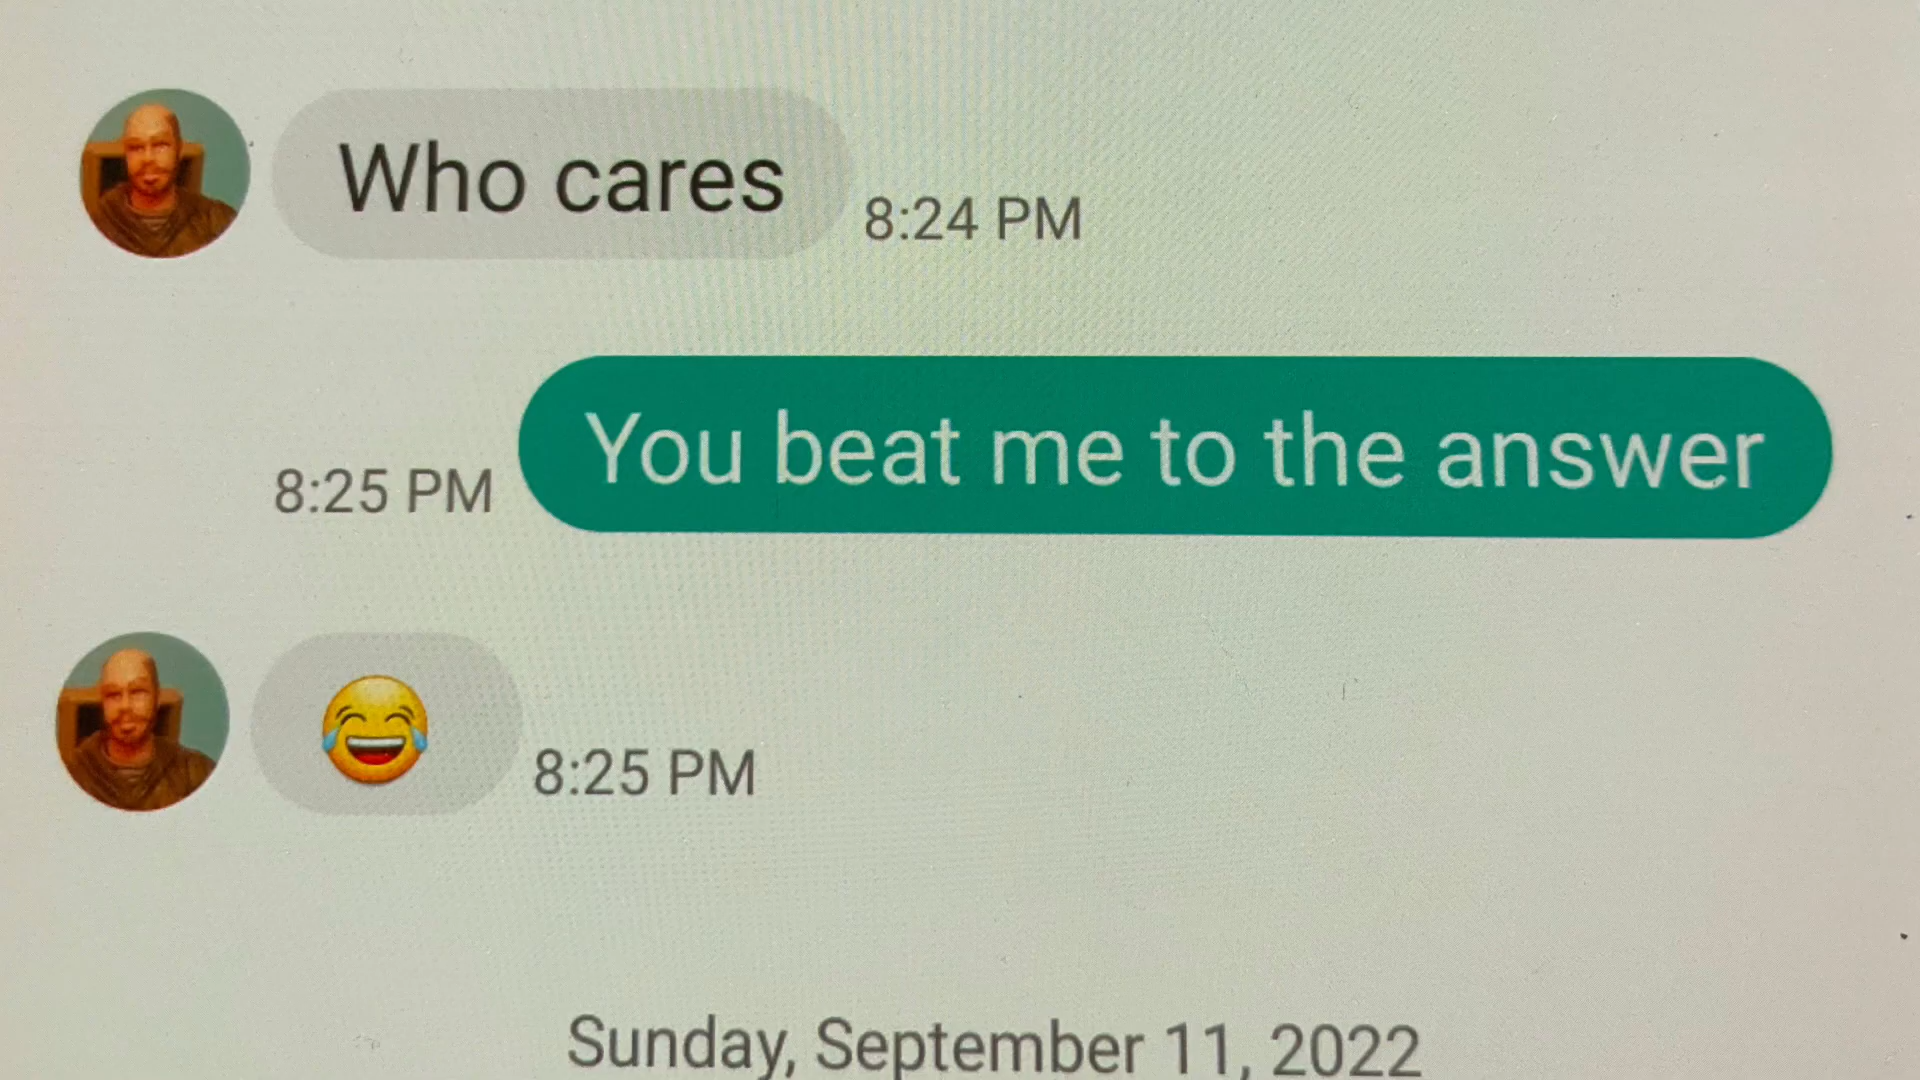 Who cares
8:24 PM
You beat me to the answer
8:25 PM
😂
8:25 PM
Sunday, September 11, 2022